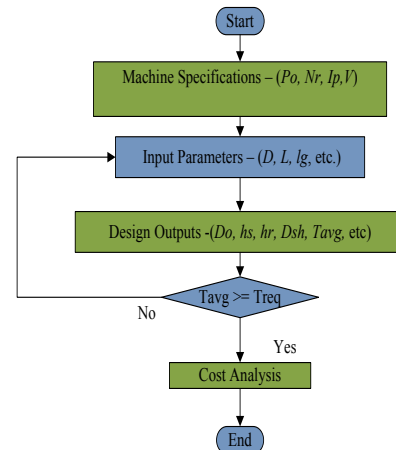 Start
Machine Specifications – (Po, Nr, Ip,V)
Input Parameters – (D, L, lg, etc.)
Design Outputs -(Do, hs, hr, Dsh, Tavg, etc)
Tavg >= Treq
No
Yes
Cost Analysis
End